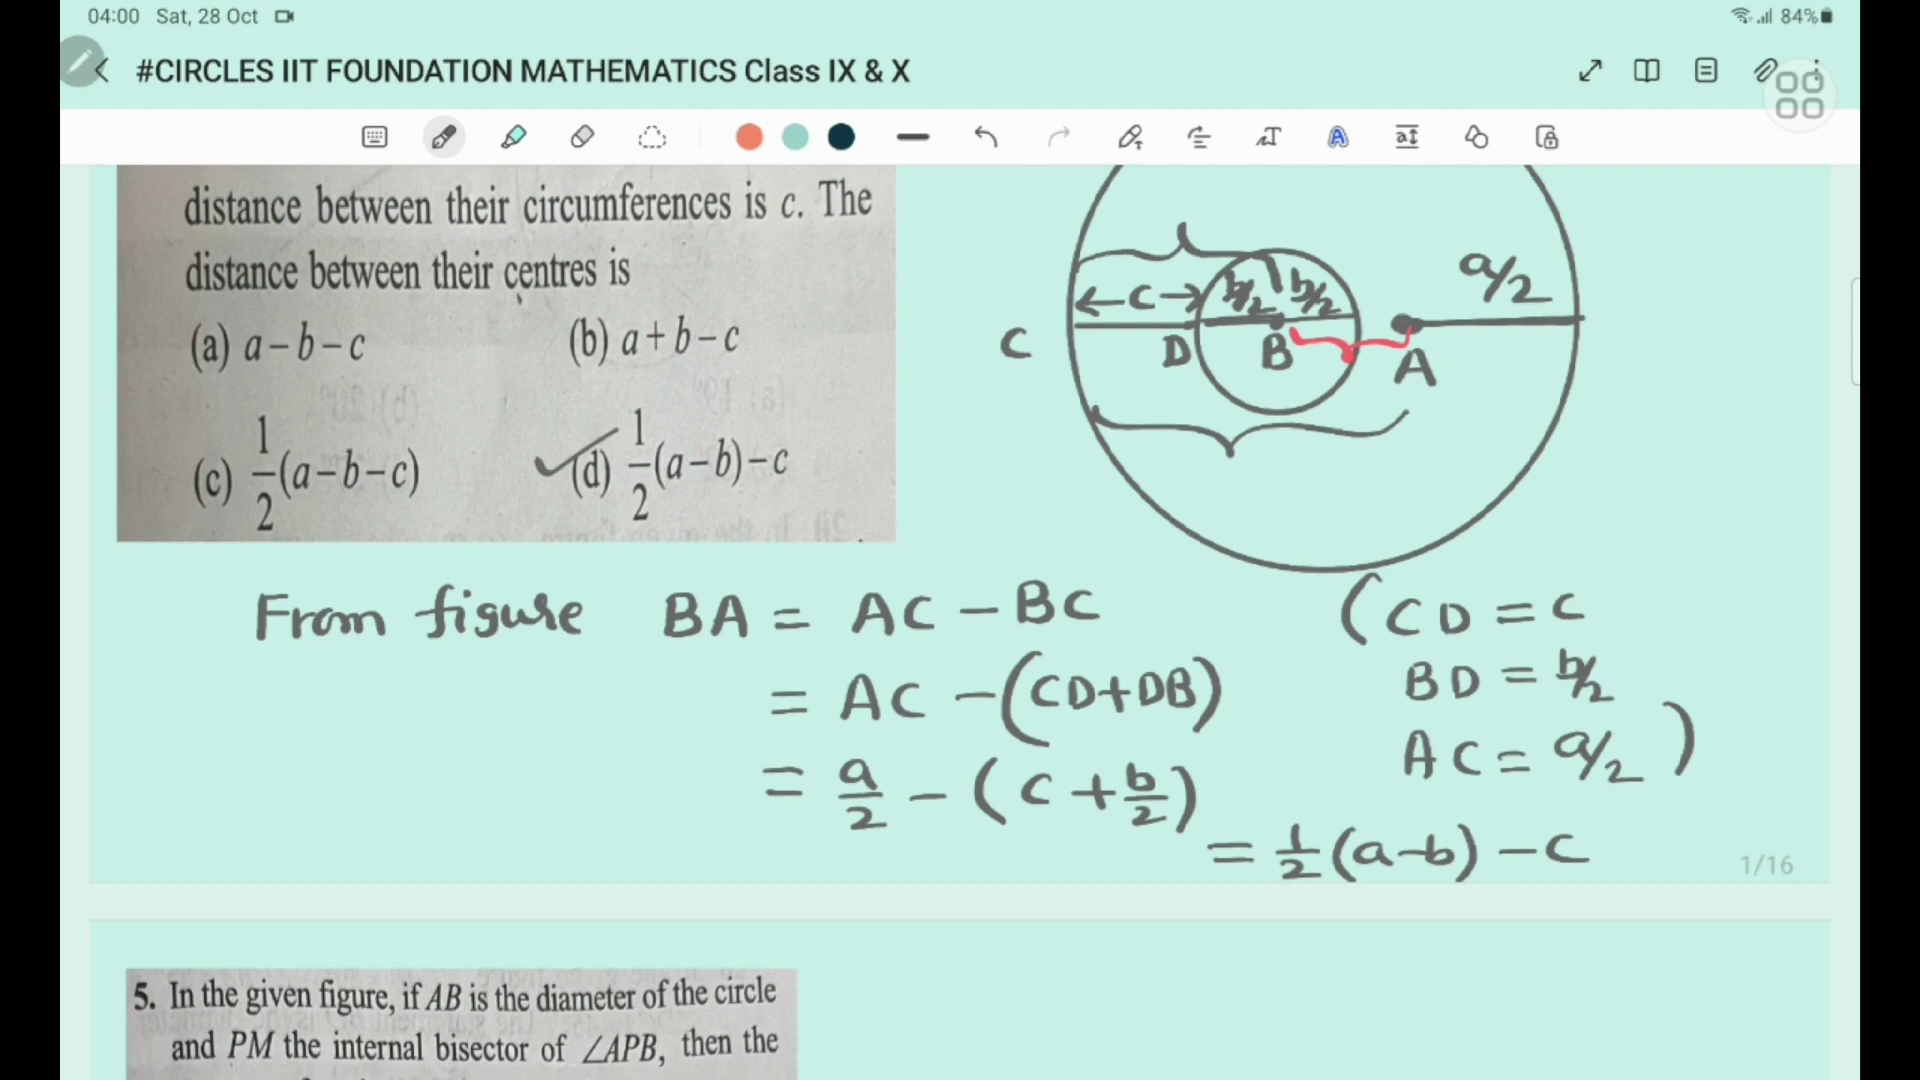 04:00 Sat, 28 Oct
84%
#CIRCLES IIT FOUNDATION MATHEMATICS Class IX & X
distance between their circumferences is c. The
distance between their centres is
(a) a – b – c
(b) a + b – c
(c) 1/2 (a – b – c)
(d) 1/2 (a – b) – c
a/2
←C→ b/2 b/2
C D B A
From figure BA = AC – BC
= AC – (CD+DB)
= a/2 – (c + b/2)
= 1/2 (a–b) – c
(CD = c
BD = b/2
AC = a/2)
1/16
5. In the given figure, if AB is the diameter of the circle
and PM the internal bisector of ∠APB, then the